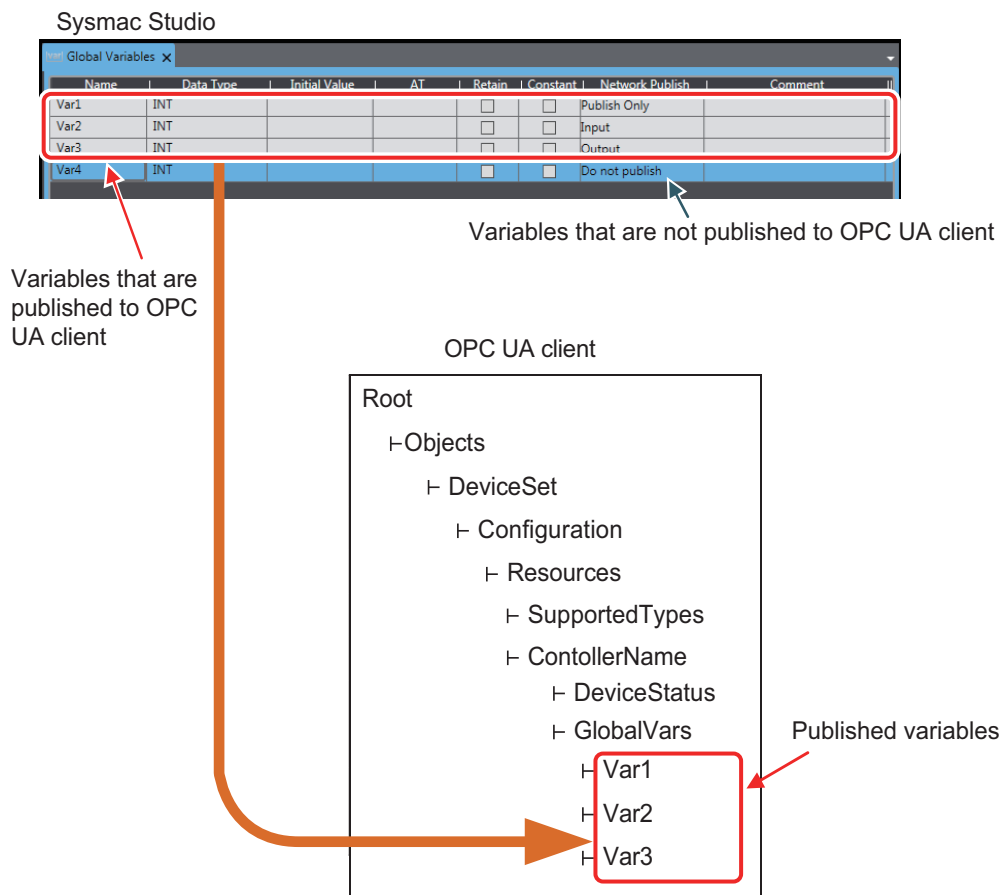 Sysmac Studio
Global Variables
Name Data Type Initial Value AT Retain Constant Network Publish Comment
Var1 INT Publish Only
Var2 INT Input
Var3 INT Output
Var4 INT Do not publish
Variables that are not published to OPC UA client
Variables that are
published to OPC
UA client
OPC UA client
Root
Objects
DeviceSet
Configuration
Resources
SupportedTypes
ContollerName
DeviceStatus
GlobalVars
Published variables
Var1
Var2
Var3